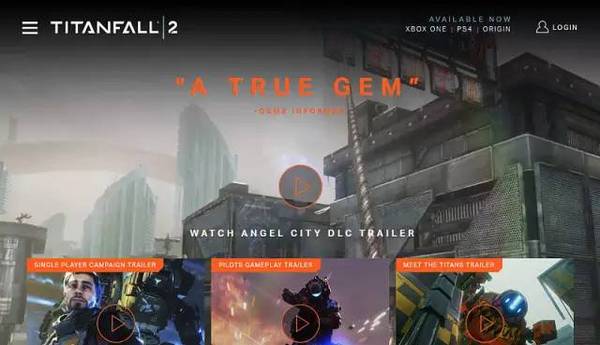 TITANFALL 2
AVAILABLE NOW
XBOX ONE | PS4 | ORIGIN
LOGIN
"A TRUE GEM"
-GAME INFORMER
WATCH ANGEL CITY DLC TRAILER
SINGLE PLAYER CAMPAIGN TRAILER
PILOTS GAMEPLAY TRAILER
MEET THE TITANS TRAILER